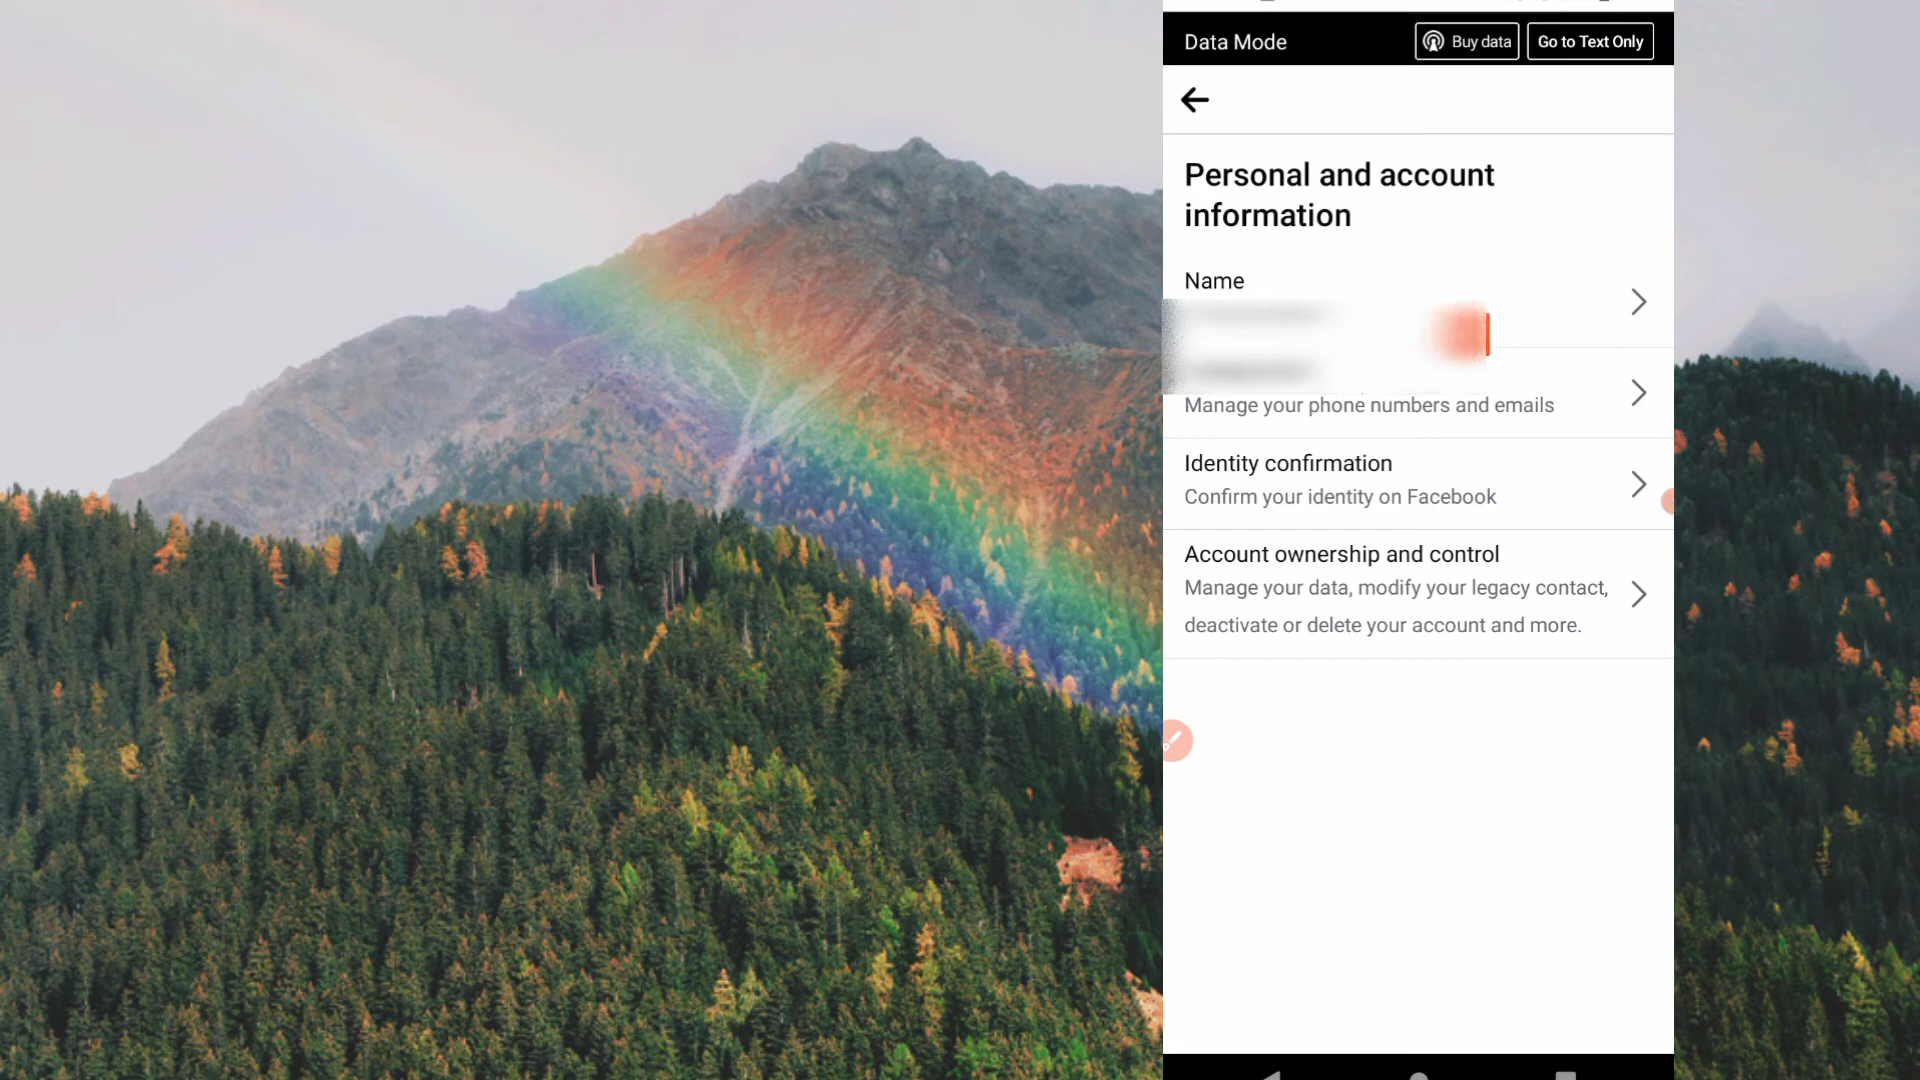 Data Mode
Buy data
Go to Text Only
Personal and account
information
Name
Manage your phone numbers and emails
Identity confirmation
Confirm your identity on Facebook
Account ownership and control
Manage your data, modify your legacy contact,
deactivate or delete your account and more.